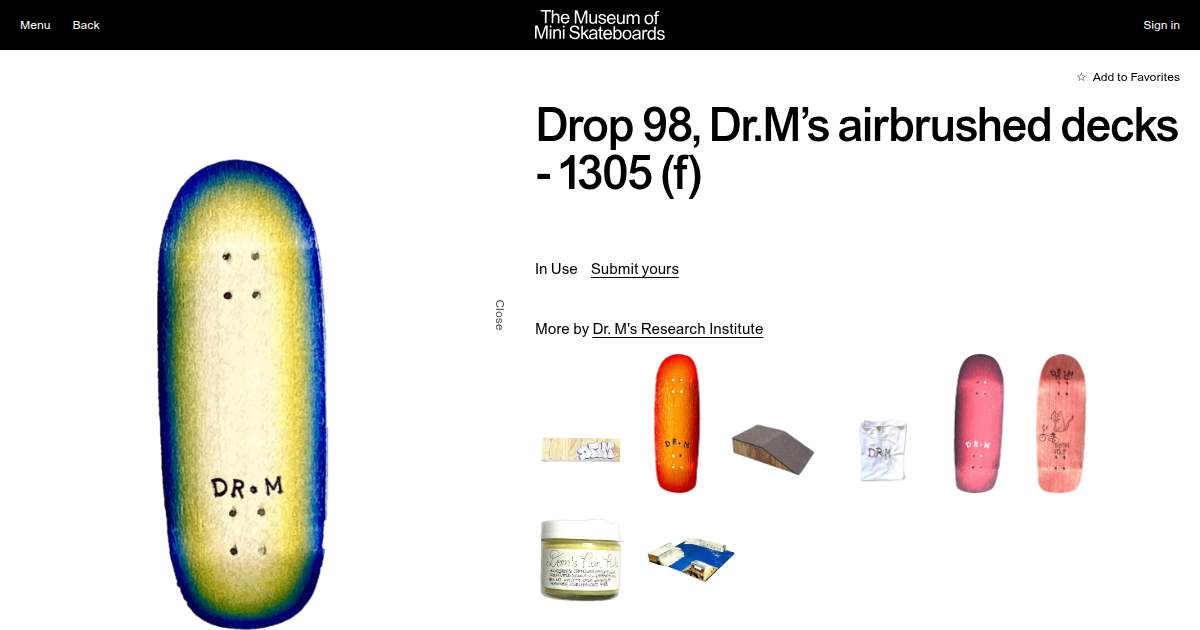 Menu Back
The Museum of
Mini Skateboards
Sign in
☆ Add to Favorites
Drop 98, Dr.M’s airbrushed decks
- 1305 (f)
In Use Submit yours
Close
More by Dr. M's Research Institute
DR•M
DR•M
DR•M
DR•M